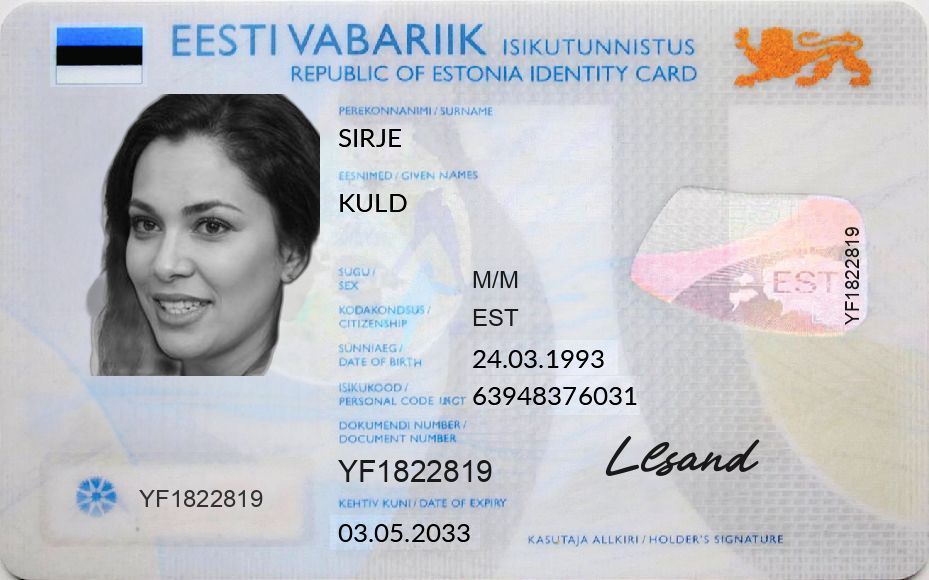 EESTI VABARIIK ISIKUTUNNISTUS
REPUBLIC OF ESTONIA IDENTITY CARD
PEREKONNANIMI / SURNAME
SIRJE
EESNIMED / GIVEN NAMES
KULD
SUGU /
SEX
M/M
KODAKONDSUS /
CITIZENSHIP
EST
SÜNNIAEG /
DATE OF BIRTH
24.03.1993
ISIKUKOOD /
PERSONAL CODE
63948376031
DOKUMENDI NUMBER /
DOCUMENT NUMBER
YF1822819
KEHTIV KUNI / DATE OF EXPIRY
03.05.2033
YF1822819
EST
YF1822819
Lesand
KASUTAJA ALLKIRI / HOLDER'S SIGNATURE